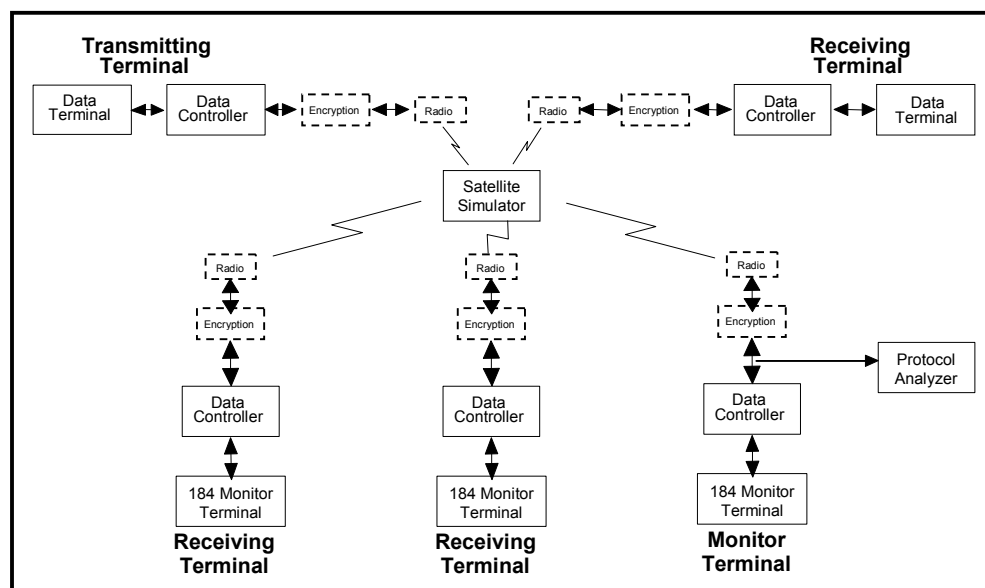 Transmitting
Terminal
Receiving
Terminal
Data
Terminal
Data
Controller
Encryption
Radio
Radio
Encryption
Data
Controller
Data
Terminal
Satellite
Simulator
Radio
Encryption
Data
Controller
184 Monitor
Terminal
Receiving
Terminal
Radio
Encryption
Data
Controller
184 Monitor
Terminal
Receiving
Terminal
Radio
Encryption
Protocol
Analyzer
Data
Controller
184 Monitor
Terminal
Monitor
Terminal